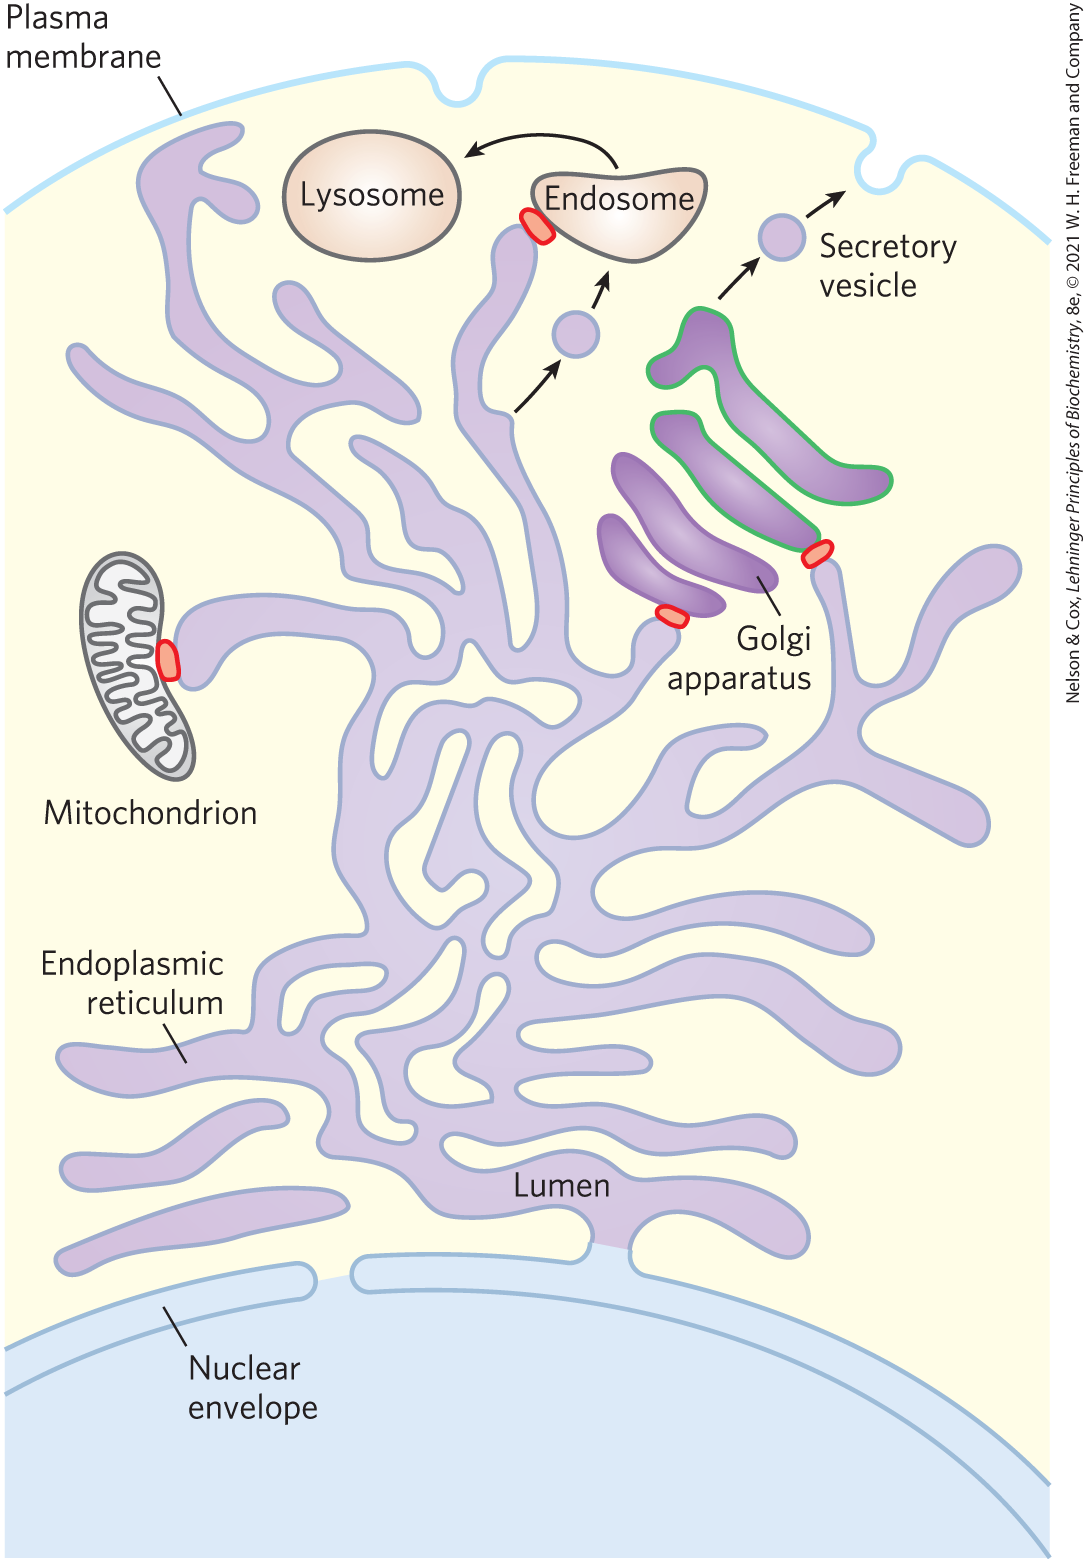 Plasma
membrane
Lysosome
Endosome
Secretory
vesicle
Golgi
apparatus
Mitochondrion
Endoplasmic
reticulum
Lumen
Nuclear
envelope
Nelson & Cox, Lehninger Principles of Biochemistry, 8e, © 2021 W. H. Freeman and Company